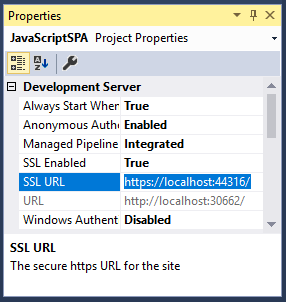 Properties
JavaScriptSPA Project Properties
Development Server
Always Start When True
Anonymous Authe Enabled
Managed Pipeline Integrated
SSL Enabled True
SSL URL https://localhost:44316/
URL http://localhost:30662/
Windows Authent Disabled
SSL URL
The secure https URL for the site